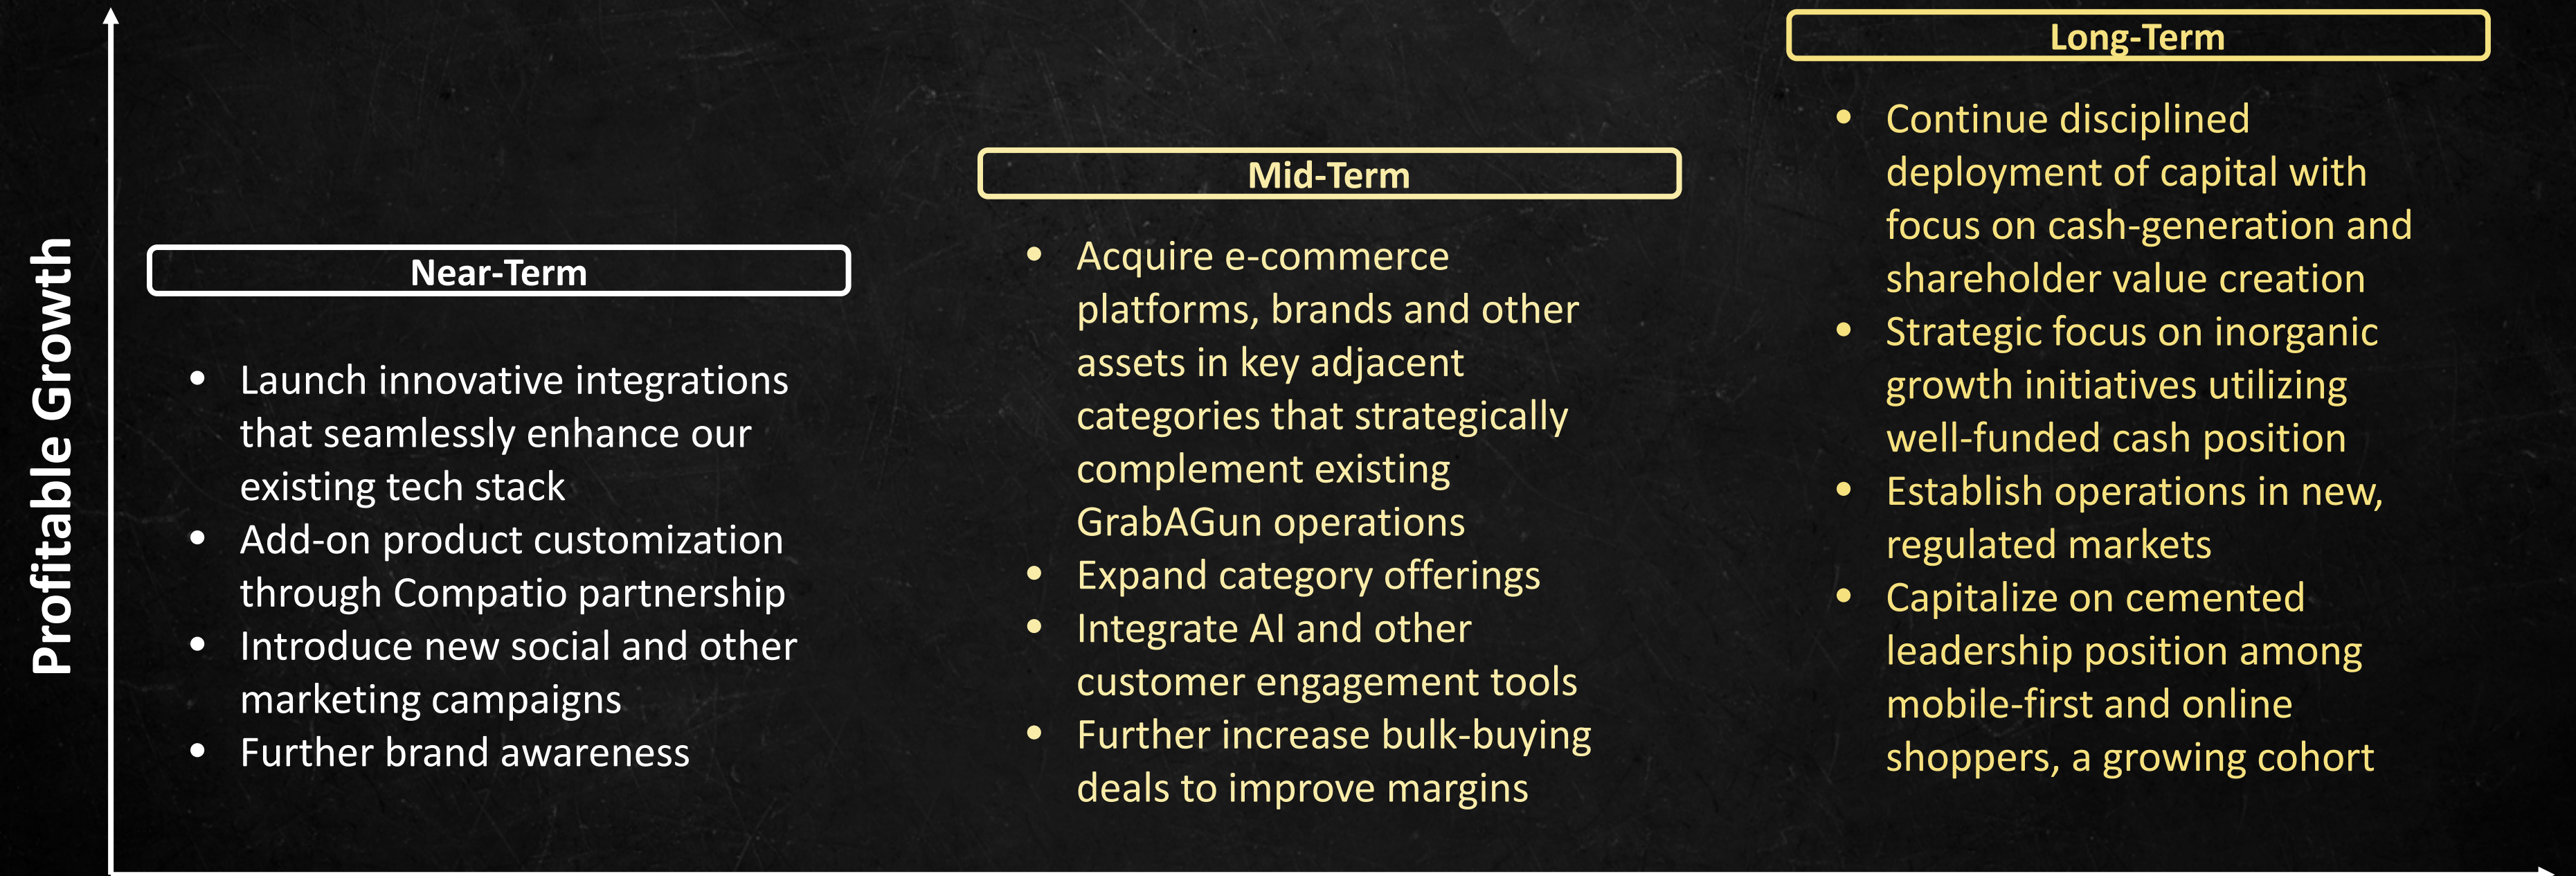 Profitable Growth
Near-Term
• Launch innovative integrations
that seamlessly enhance our
existing tech stack
• Add-on product customization
through Compatio partnership
• Introduce new social and other
marketing campaigns
• Further brand awareness
Mid-Term
• Acquire e-commerce
platforms, brands and other
assets in key adjacent
categories that strategically
complement existing
GrabAGun operations
• Expand category offerings
• Integrate AI and other
customer engagement tools
• Further increase bulk-buying
deals to improve margins
Long-Term
• Continue disciplined
deployment of capital with
focus on cash-generation and
shareholder value creation
• Strategic focus on inorganic
growth initiatives utilizing
well-funded cash position
• Establish operations in new,
regulated markets
• Capitalize on cemented
leadership position among
mobile-first and online
shoppers, a growing cohort